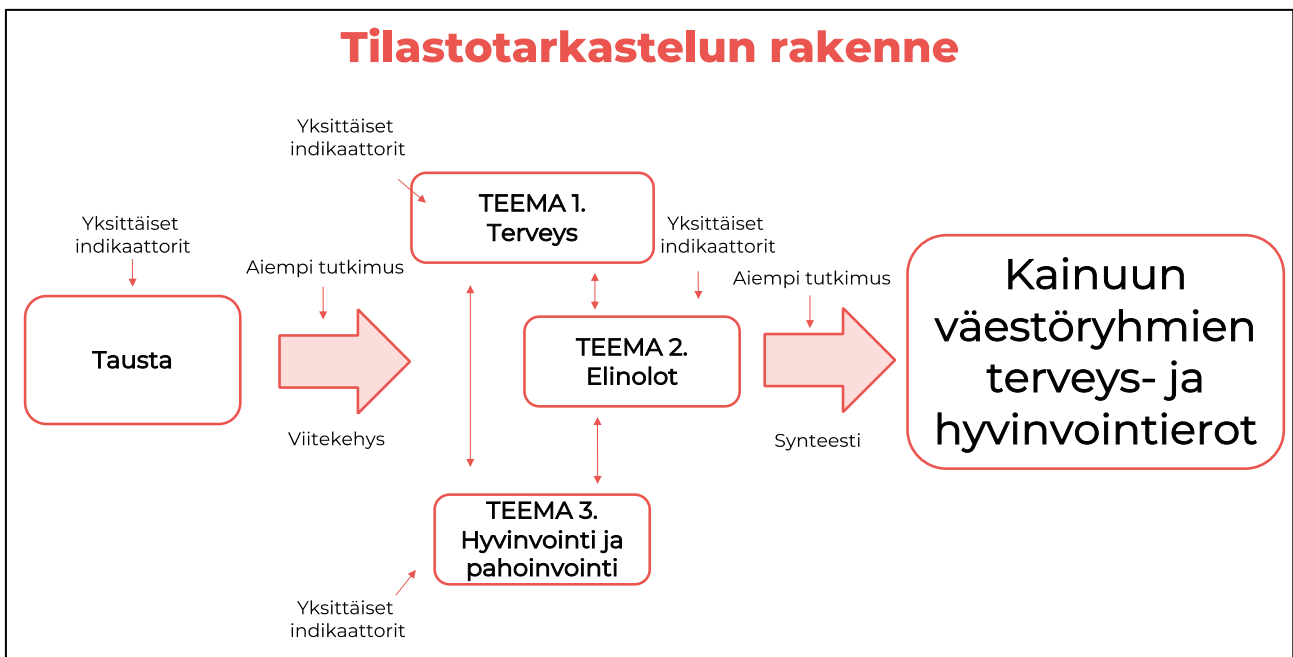 Tilastotarkastelun rakenne
Yksittäiset
indikaattorit
Tausta
Aiempi tutkimus
Viitekehys
Yksittäiset
indikaattorit
TEEMA 1.
Terveys
Yksittäiset
indikaattorit
TEEMA 2.
Elinolot
TEEMA 3.
Hyvinvointi ja
pahoinvointi
Yksittäiset
indikaattorit
Aiempi tutkimus
Synteesti
Kainuun
väestöryhmien
terveys- ja
hyvinvointierot